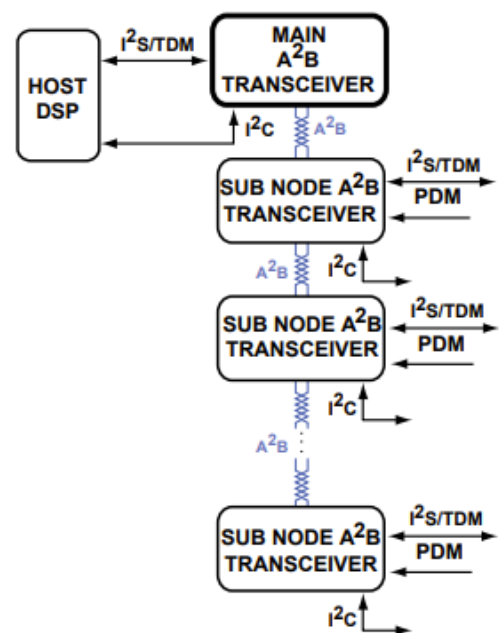 HOST
DSP
I²S/TDM
MAIN
A²B
TRANSCEIVER
I²C
A²B
SUB NODE A²B
TRANSCEIVER
I²S/TDM
PDM
I²C
A²B
SUB NODE A²B
TRANSCEIVER
I²S/TDM
PDM
I²C
A²B
SUB NODE A²B
TRANSCEIVER
I²S/TDM
PDM
I²C